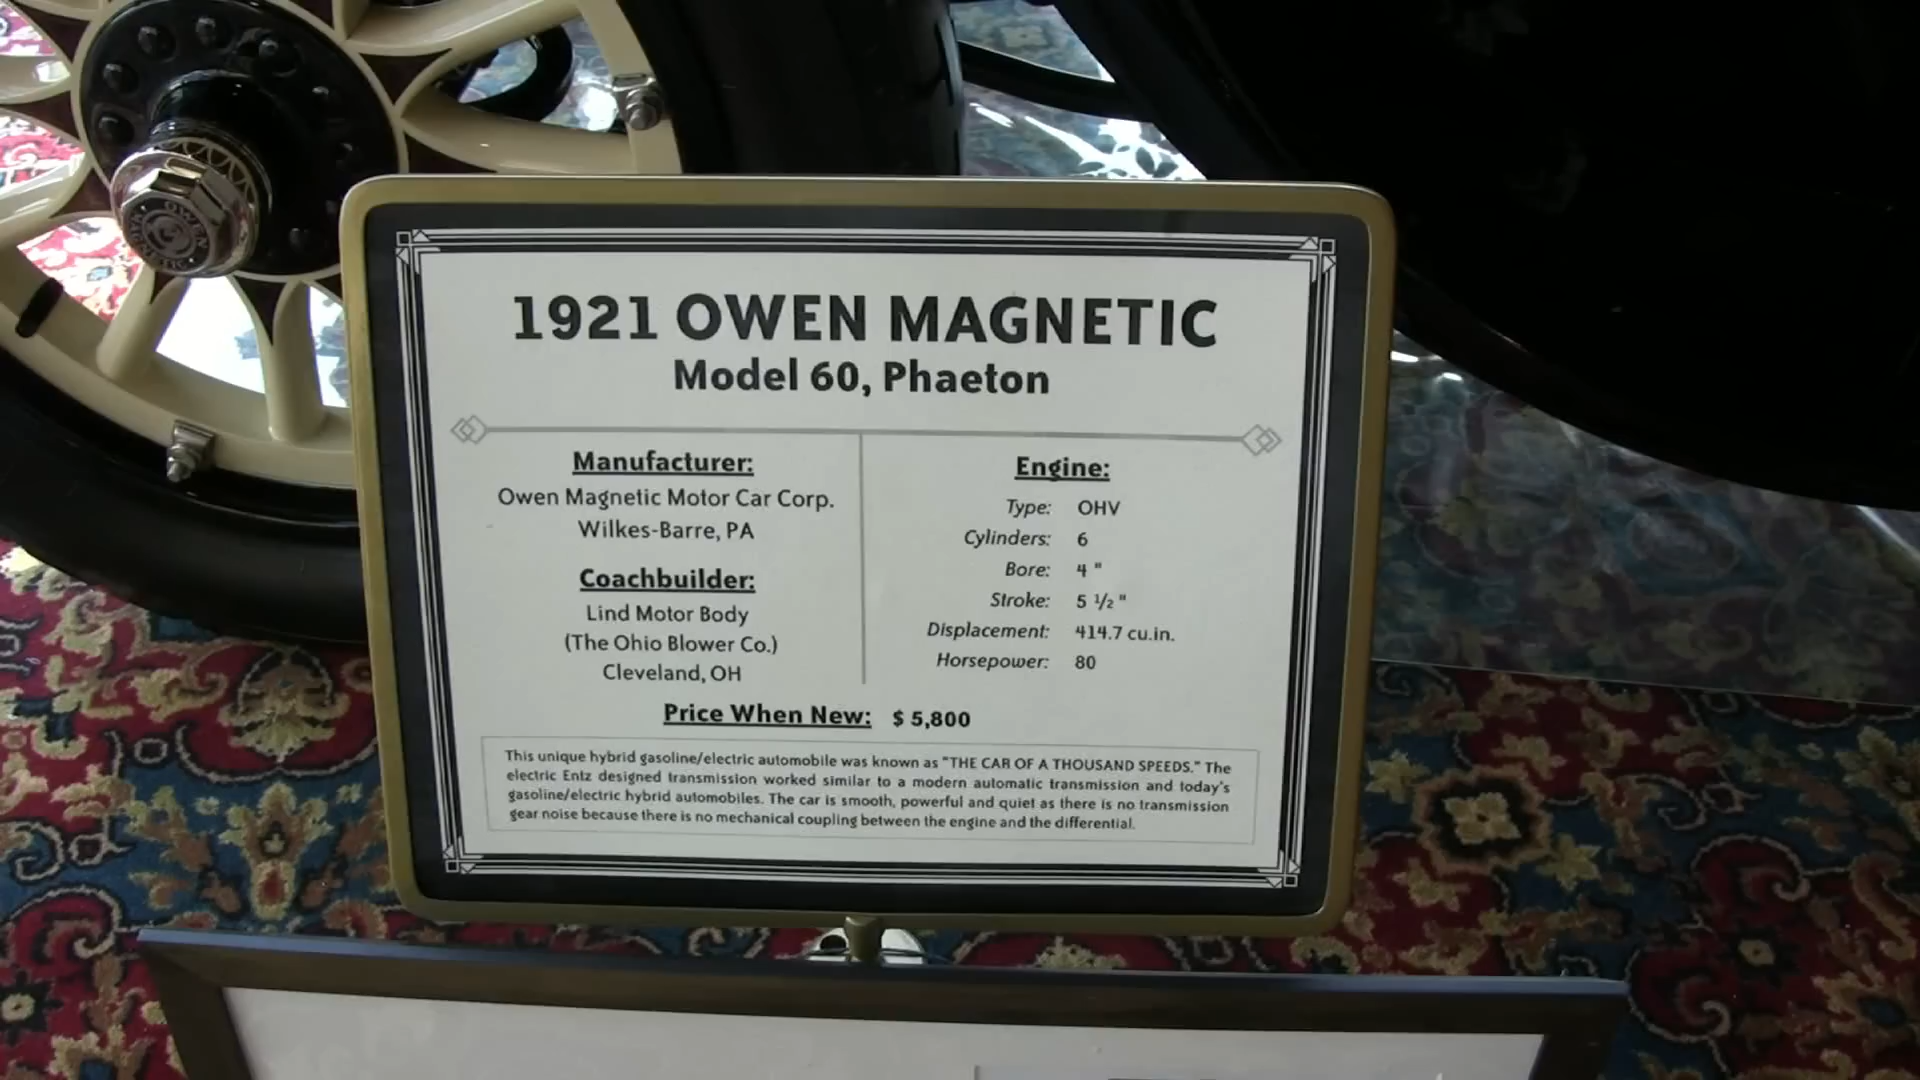 OWEN
MAGNETIC
1921 OWEN MAGNETIC
Model 60, Phaeton
Manufacturer:
Owen Magnetic Motor Car Corp.
Wilkes-Barre, PA
Coachbuilder:
Lind Motor Body
(The Ohio Blower Co.)
Cleveland, OH
Engine:
Type: OHV
Cylinders: 6
Bore: 4 "
Stroke: 5 1/2 "
Displacement: 414.7 cu.in.
Horsepower: 80
Price When New: $ 5,800
This unique hybrid gasoline/electric automobile was known as "THE CAR OF A THOUSAND SPEEDS." The
electric Entz designed transmission worked similar to a modern automatic transmission and today's
gasoline/electric hybrid automobiles. The car is smooth, powerful and quiet as there is no transmission
gear noise because there is no mechanical coupling between the engine and the differential.